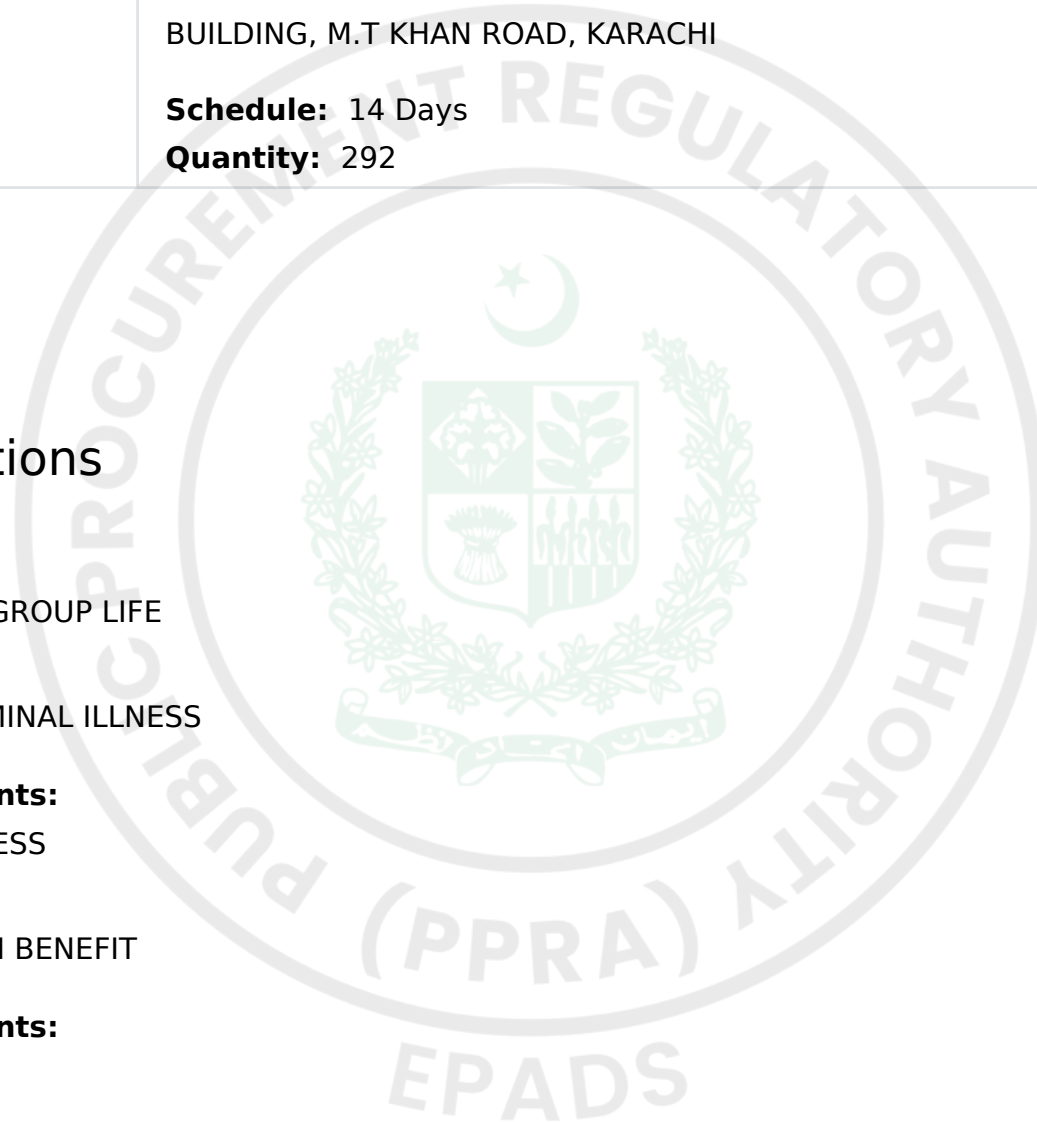 BUILDING, M.T KHAN ROAD, KARACHI
Schedule: 14 Days
Quantity: 292
tions
GROUP LIFE
MINAL ILLNESS
nts:
ESS
BENEFIT
nts:
PUBLIC PROCUREMENT REGULATORY AUTHORITY
(PPRA)
EPADS